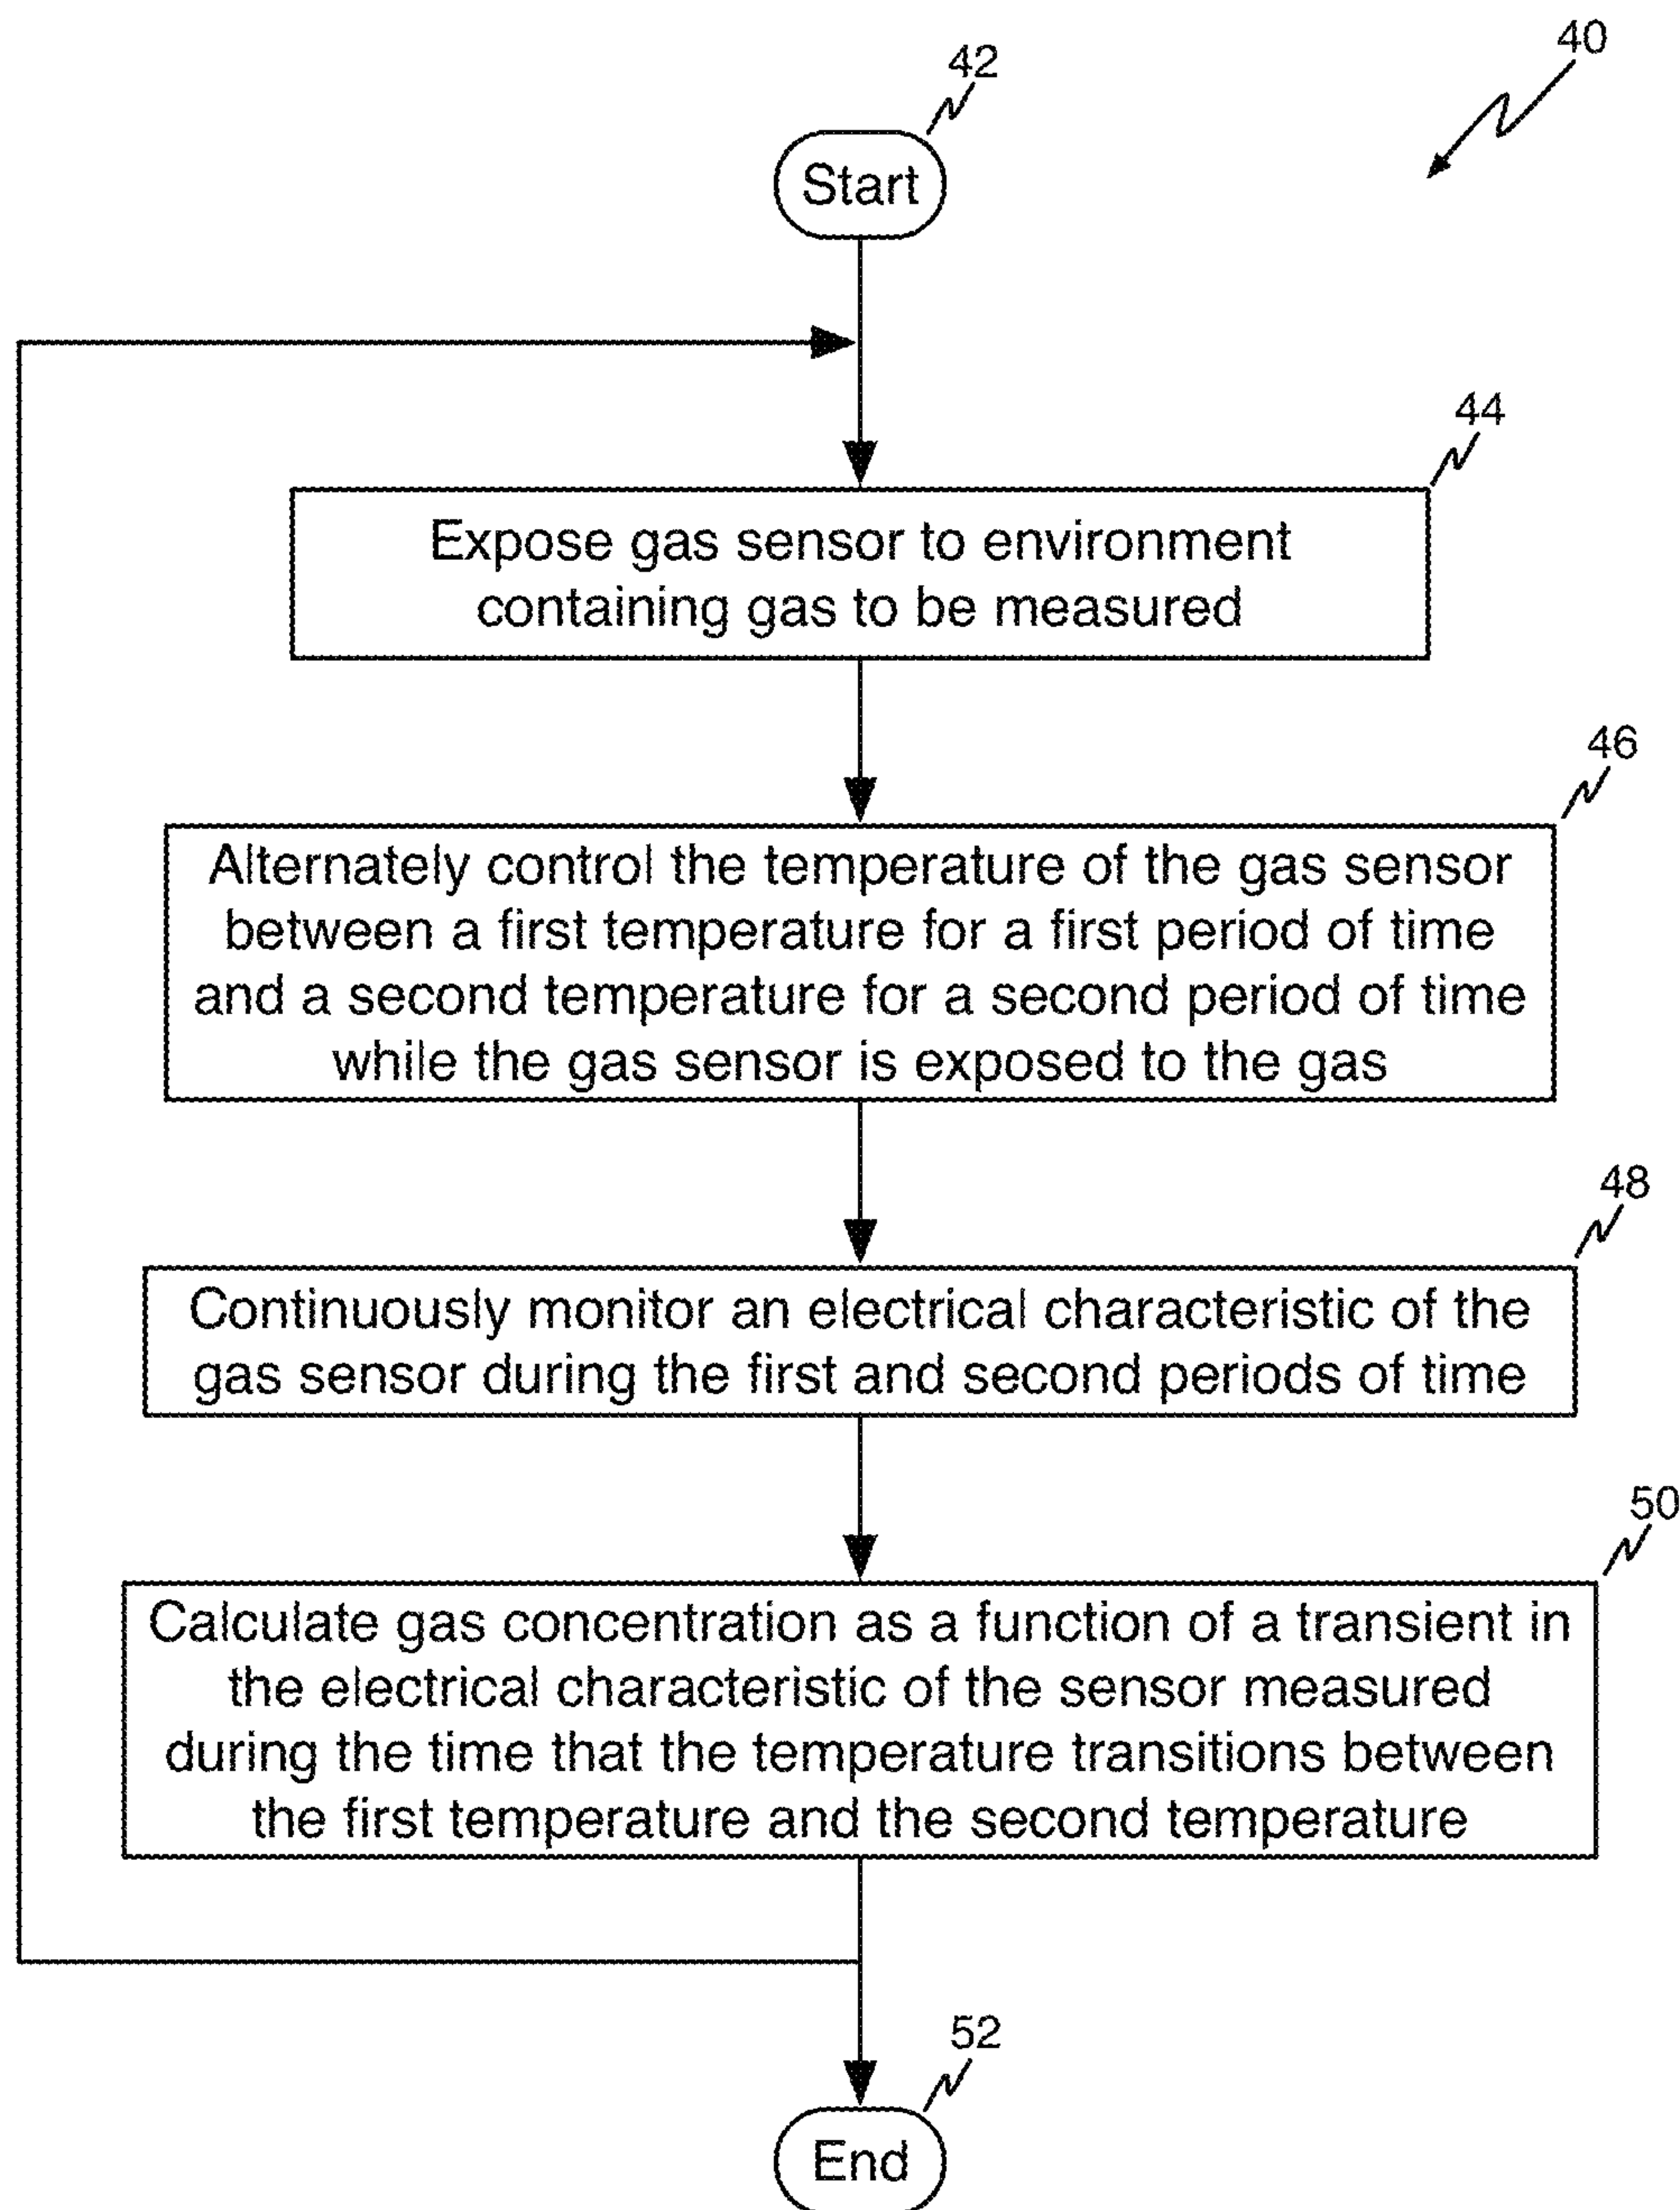 40
42
Start
44
Expose gas sensor to environment
containing gas to be measured
46
Alternately control the temperature of the gas sensor
between a first temperature for a first period of time
and a second temperature for a second period of time
while the gas sensor is exposed to the gas
48
Continuously monitor an electrical characteristic of the
gas sensor during the first and second periods of time
50
Calculate gas concentration as a function of a transient in
the electrical characteristic of the sensor measured
during the time that the temperature transitions between
the first temperature and the second temperature
52
End